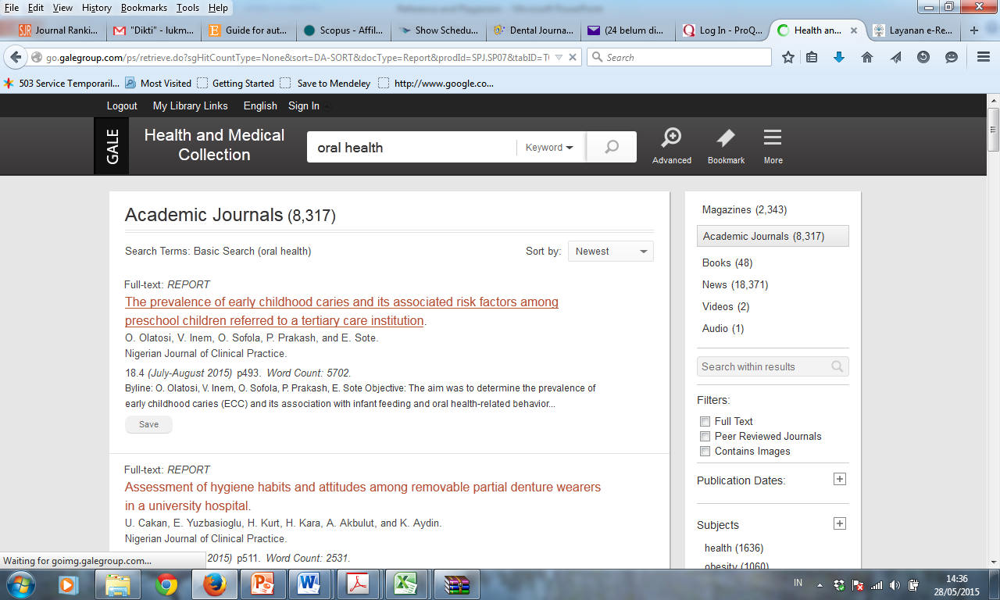 Reference and Plagiarism - Microsoft PowerPoint
File Edit View History Bookmarks Tools Help
SJR Journal Ranki... "Dikti" - lukm... Guide for aut... Scopus - Affil... Show Schedu... Dental Journa... (24 belum di... Log In - ProQ... Health an... Layanan e-Re...
go.galegroup.com/ps/retrieve.do?sgHitCountType=None&sort=DA-SORT&docType=Report&prodId=SPJ.SP07&tabID=T Search
503 Service Temporaril... Most Visited Getting Started Save to Mendeley http://www.google.co...
Logout My Library Links English Sign In
GALE
Health and Medical
Collection
oral health Keyword
Advanced Bookmark More
Academic Journals (8,317)
Search Terms: Basic Search (oral health) Sort by: Newest
Full-text: REPORT
The prevalence of early childhood caries and its associated risk factors among
preschool children referred to a tertiary care institution.
O. Olatosi, V. Inem, O. Sofola, P. Prakash, and E. Sote.
Nigerian Journal of Clinical Practice.
18.4 (July-August 2015) p493. Word Count: 5702.
Byline: O. Olatosi, V. Inem, O. Sofola, P. Prakash, E. Sote Objective: The aim was to determine the prevalence of
early childhood caries (ECC) and its association with infant feeding and oral health-related behavior...
Save
Full-text: REPORT
Assessment of hygiene habits and attitudes among removable partial denture wearers
in a university hospital.
U. Cakan, E. Yuzbasioglu, H. Kurt, H. Kara, A. Akbulut, and K. Aydin.
Nigerian Journal of Clinical Practice.
2015) p511. Word Count: 2531.
Magazines (2,343)
Academic Journals (8,317)
Books (48)
News (18,371)
Videos (2)
Audio (1)
Search within results
Filters:
Full Text
Peer Reviewed Journals
Contains Images
Publication Dates:
Subjects
health (1636)
obesity (1060)
Waiting for goimg.galegroup.com...
IN
14:36
28/05/2015